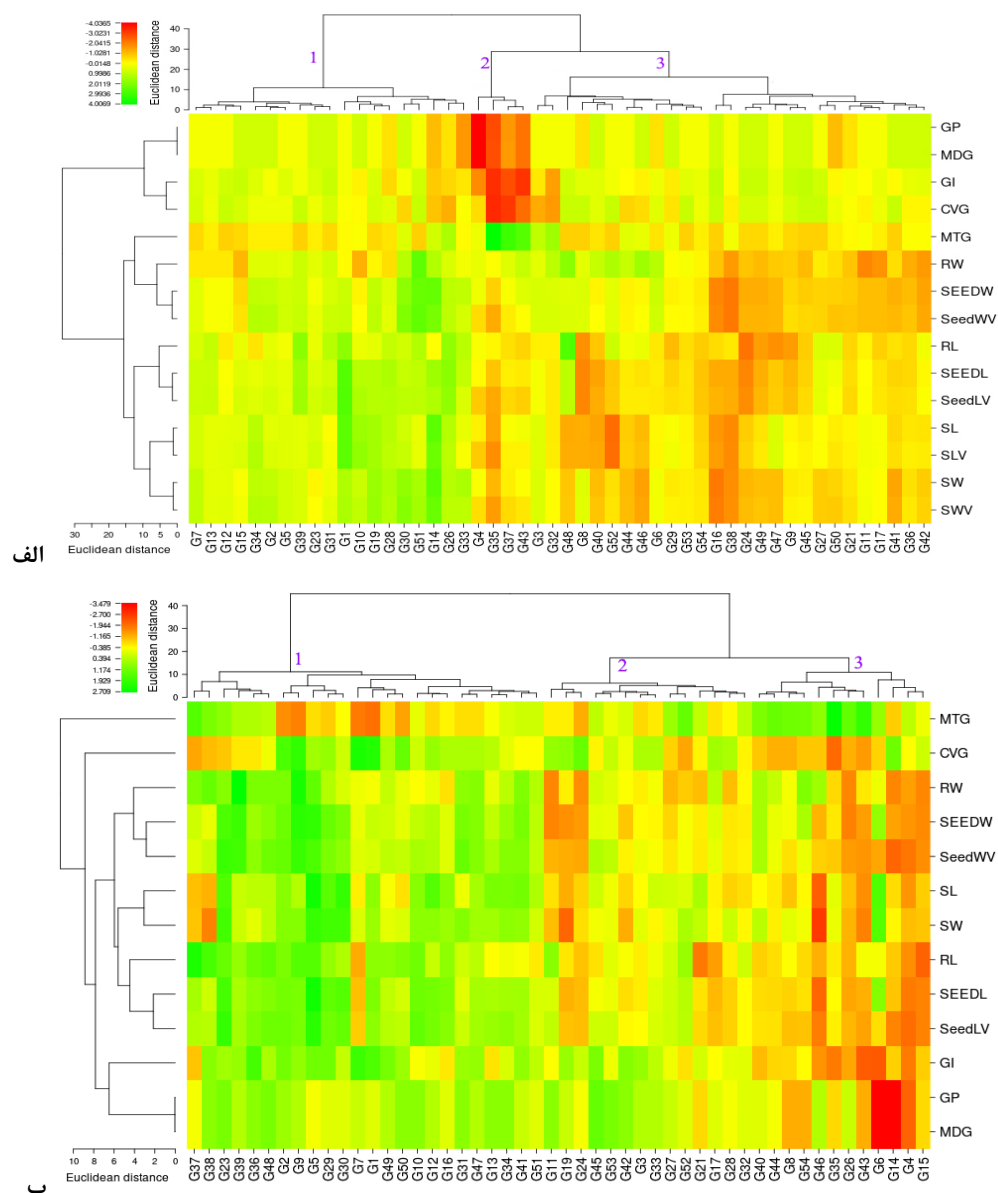 -4.0365
-3.0231
-2.0415
-1.0281
-0.0148
0.9986
2.0119
2.9936
4.0069
Euclidean distance
40
30
20
10
0
1
2
3
GP
MDG
GI
CVG
MTG
RW
SEEDW
SeedWV
RL
SEEDL
SeedLV
SL
SLV
SW
SWV
30 20 10 0
Euclidean distance
G7 G13 G12 G15 G34 G2 G5 G39 G23 G31 G1 G10 G19 G28 G30 G51 G14 G26 G33 G4 G35 G37 G43 G3 G32 G48 G8 G40 G52 G44 G46 G6 G29 G53 G54 G16 G38 G24 G49 G47 G9 G45 G27 G50 G21 G11 G17 G41 G36 G42
الف
-3.479
-2.700
-1.944
-1.165
-0.385
0.394
1.174
1.929
2.709
Euclidean distance
40
30
20
10
0
1
2
3
MTG
CVG
RW
SEEDW
SeedWV
SL
SW
RL
SEEDL
SeedLV
GI
GP
MDG
10 8 6 4 2 0
Euclidean distance
G37 G38 G23 G39 G36 G48 G2 G9 G5 G29 G30 G7 G1 G49 G50 G10 G12 G16 G31 G47 G13 G34 G41 G51 G11 G19 G24 G45 G53 G42 G3 G33 G27 G52 G21 G17 G28 G32 G40 G44 G8 G54 G46 G35 G26 G43 G6 G14 G4 G15